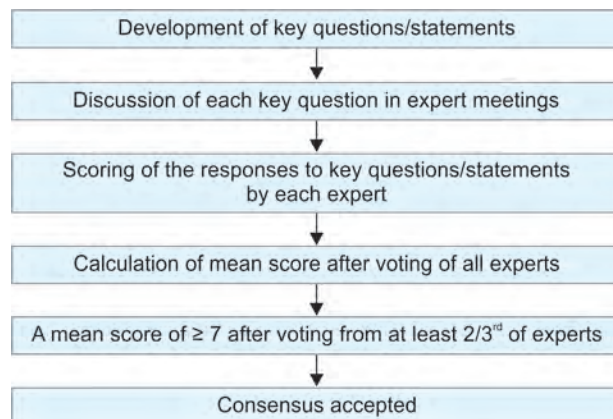 Development of key questions/statements
Discussion of each key question in expert meetings
Scoring of the responses to key questions/statements
by each expert
Calculation of mean score after voting of all experts
A mean score of ≥ 7 after voting from at least 2/3rd of experts
Consensus accepted